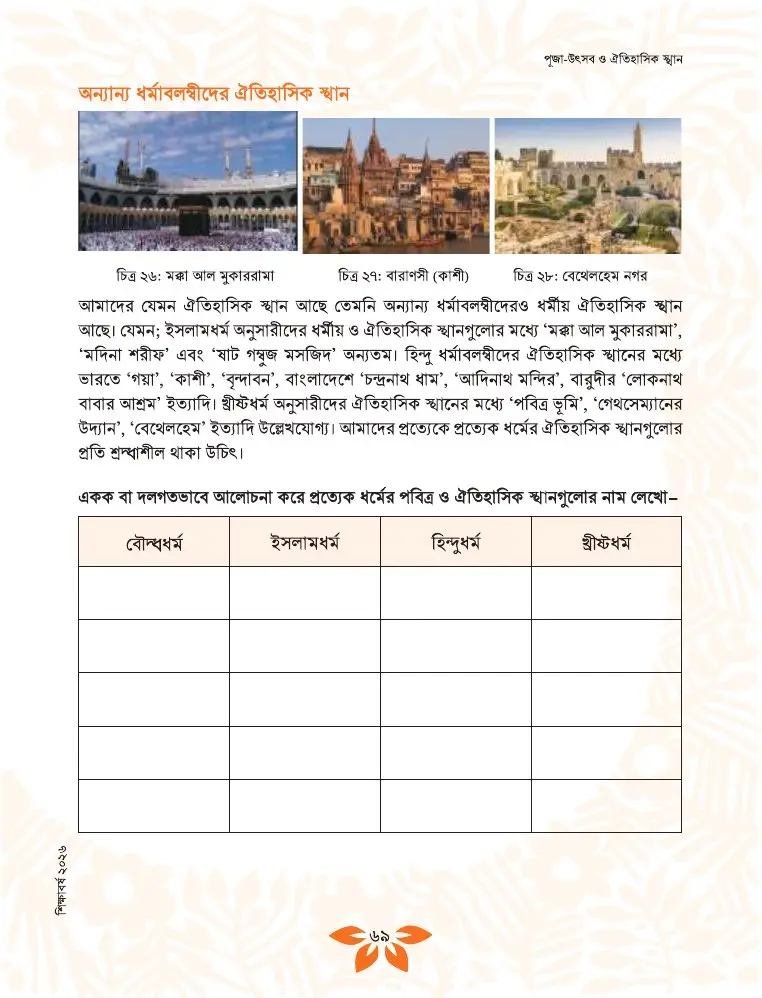 পূজা-উৎসব ও ঐতিহাসিক স্থান
অন্যান্য ধর্মাবলম্বীদের ঐতিহাসিক স্থান
চিত্র ২৬: মক্কা আল মুকাররামা
চিত্র ২৭: বারাণসী (কাশী)
চিত্র ২৮: বেথেলহেম নগর
আমাদের যেমন ঐতিহাসিক স্থান আছে তেমনি অন্যান্য ধর্মাবলম্বীদেরও ধর্মীয় ঐতিহাসিক স্থান
আছে। যেমন; ইসলামধর্ম অনুসারীদের ধর্মীয় ও ঐতিহাসিক স্থানগুলোর মধ্যে ‘মক্কা আল মুকাররামা’,
‘মদিনা শরীফ’ এবং ‘ষাট গম্বুজ মসজিদ’ অন্যতম। হিন্দু ধর্মাবলম্বীদের ঐতিহাসিক স্থানের মধ্যে
ভারতে ‘গয়া’, ‘কাশী’, ‘বৃন্দাবন’, বাংলাদেশে ‘চন্দ্রনাথ ধাম’, ‘আদিনাথ মন্দির’, বারুদীর ‘লোকনাথ
বাবার আশ্রম’ ইত্যাদি। খ্রীষ্টধর্ম অনুসারীদের ঐতিহাসিক স্থানের মধ্যে ‘পবিত্র ভূমি’, ‘গেথসেম্যানের
উদ্যান’, ‘বেথেলহেম’ ইত্যাদি উল্লেখযোগ্য। আমাদের প্রত্যেকে প্রত্যেক ধর্মের ঐতিহাসিক স্থানগুলোর
প্রতি শ্রদ্ধাশীল থাকা উচিৎ।
একক বা দলগতভাবে আলোচনা করে প্রত্যেক ধর্মের পবিত্র ও ঐতিহাসিক স্থানগুলোর নাম লেখো–
বৌদ্ধধর্ম
ইসলামধর্ম
হিন্দুধর্ম
খ্রীষ্টধর্ম
শিক্ষাবর্ষ ২০২৬
৬৯